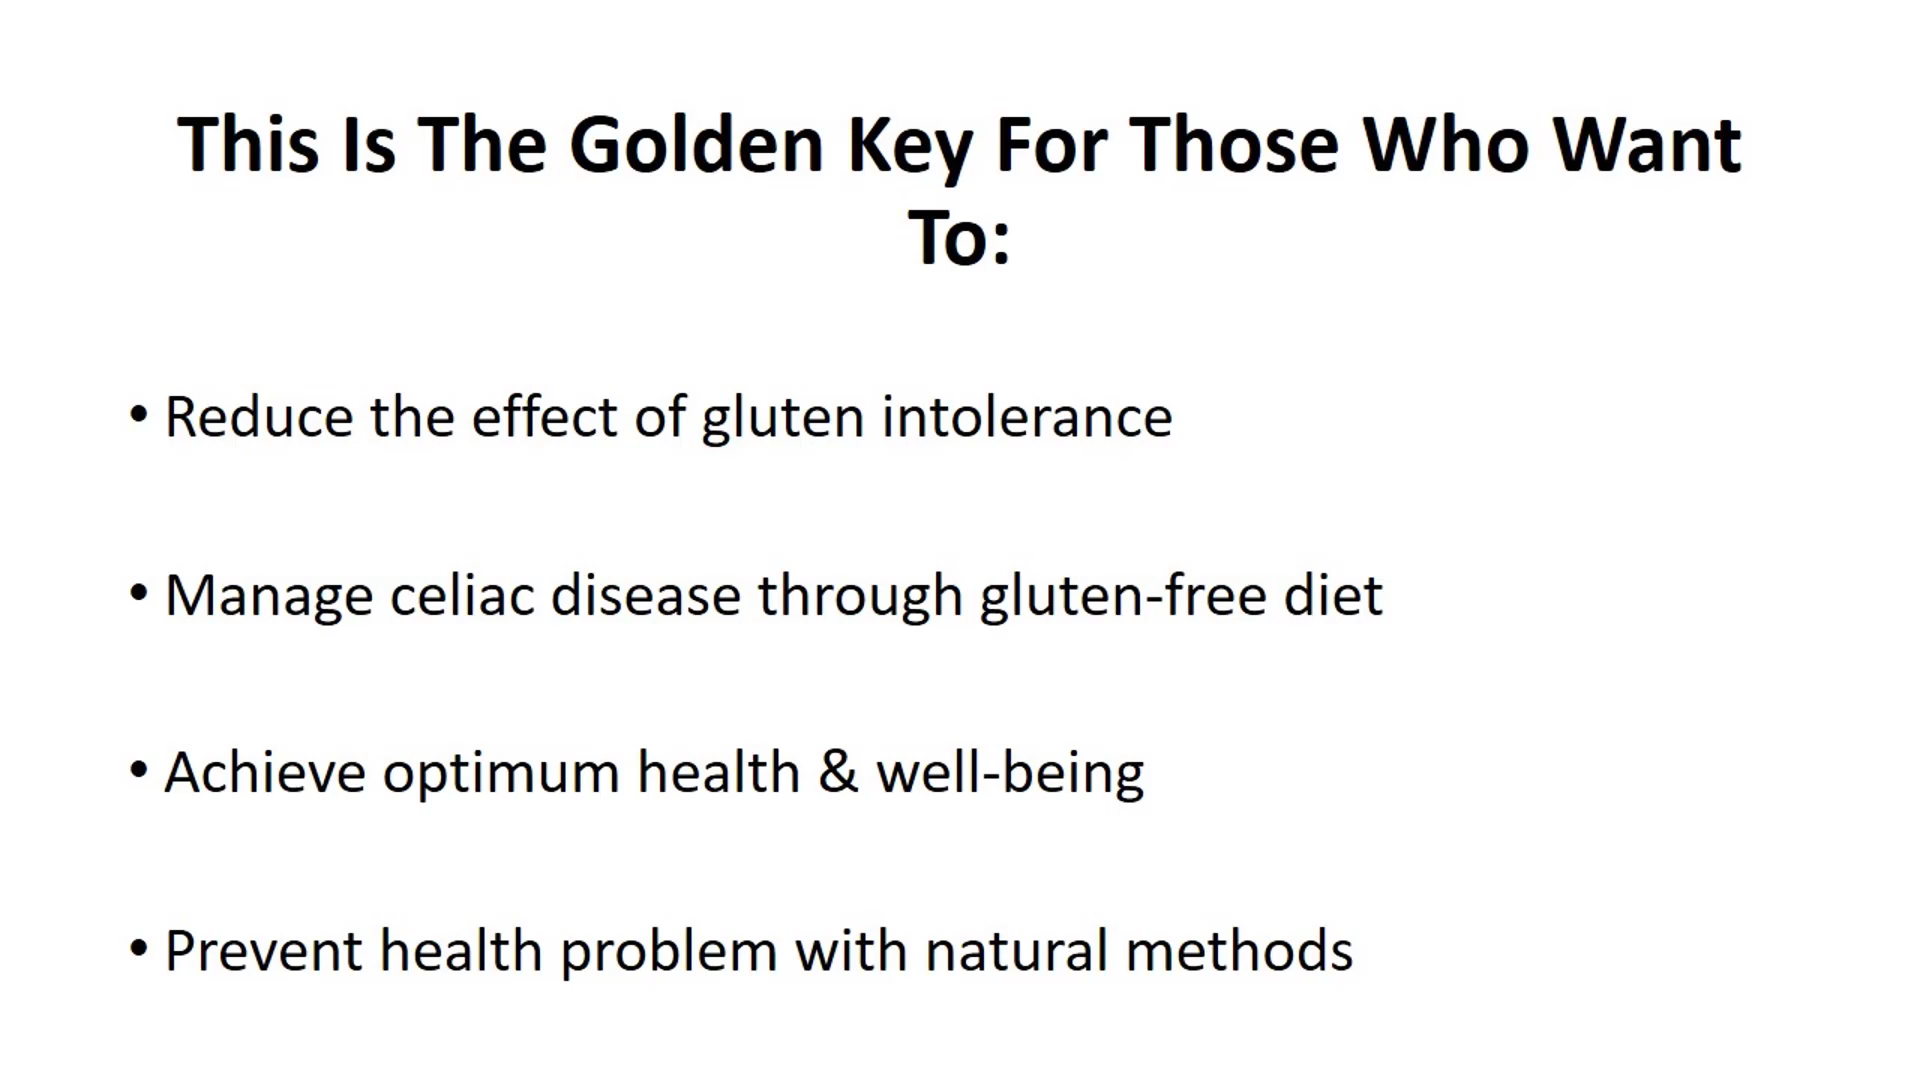 This Is The Golden Key For Those Who Want
To:
• Reduce the effect of gluten intolerance
• Manage celiac disease through gluten-free diet
• Achieve optimum health & well-being
• Prevent health problem with natural methods